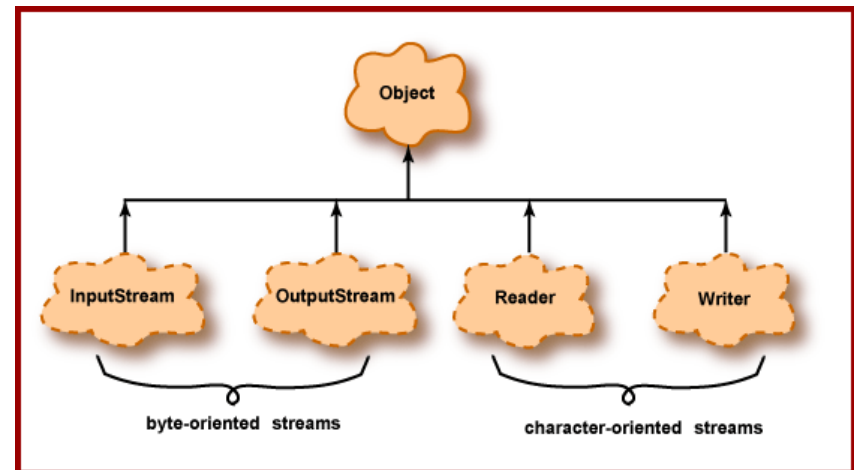 Object
InputStream
OutputStream
Reader
Writer
byte-oriented streams
character-oriented streams